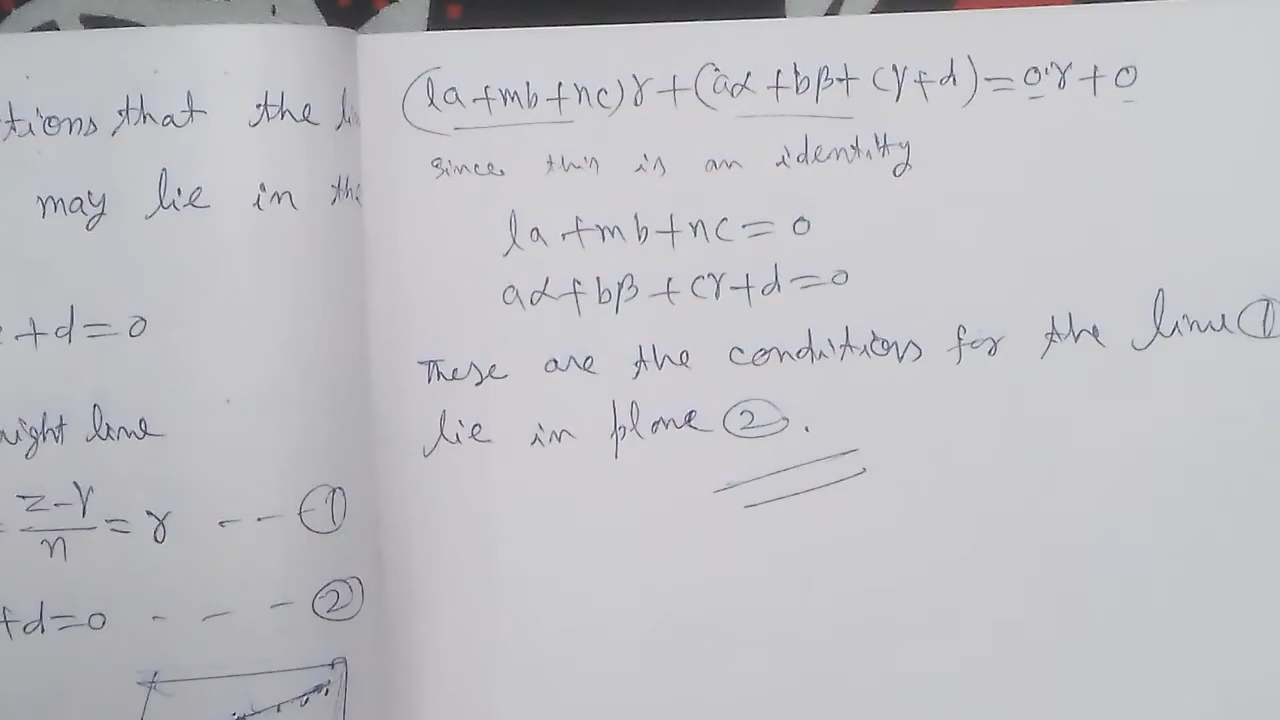 tions that the
may lie in the
+d=0
right line
z-γ/n = r --- ①
+d=0 - - - ②
(la+mb+nc)r+(aα+bβ+cγ+d)=0·r+0
since this is an identity
la+mb+nc=0
aα+bβ+cγ+d=0
These are the conditions for the line ①
lie in plane ②.